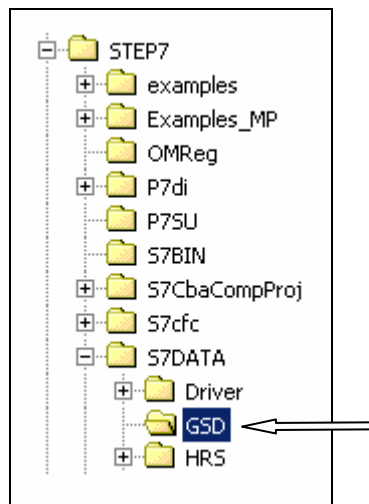 STEP7
examples
Examples_MP
OMReg
P7di
P7SU
S7BIN
S7CbaCompProj
S7cfc
S7DATA
Driver
GSD
HRS